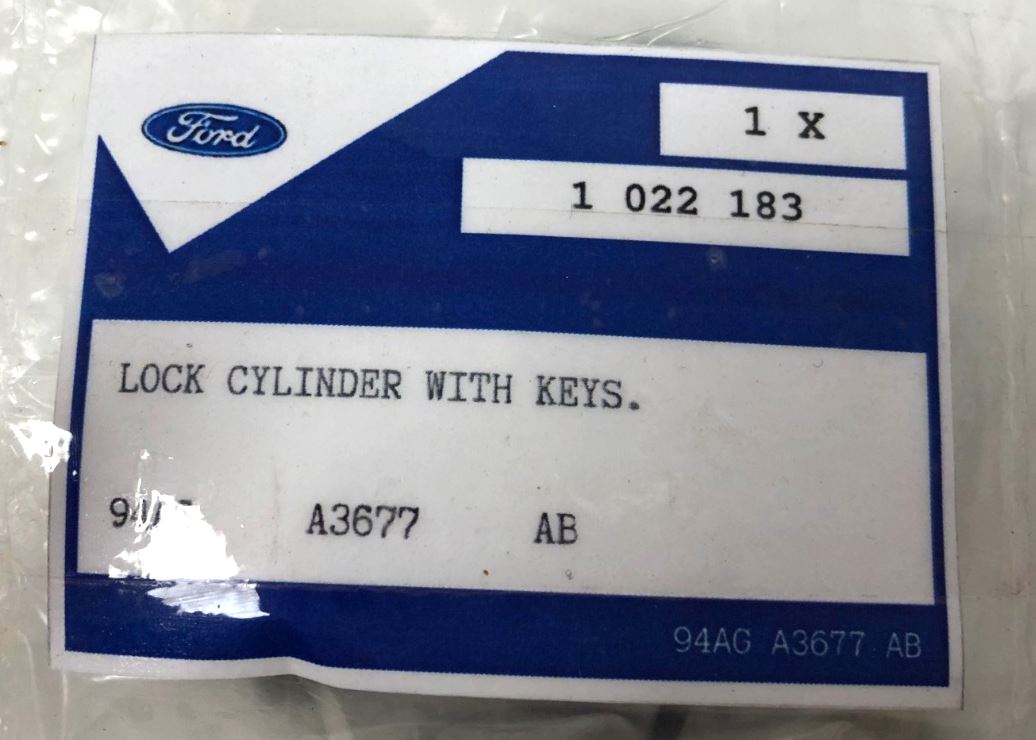 Ford
1 X
1 022 183
LOCK CYLINDER WITH KEYS.
A3677 AB
94AG A3677 AB